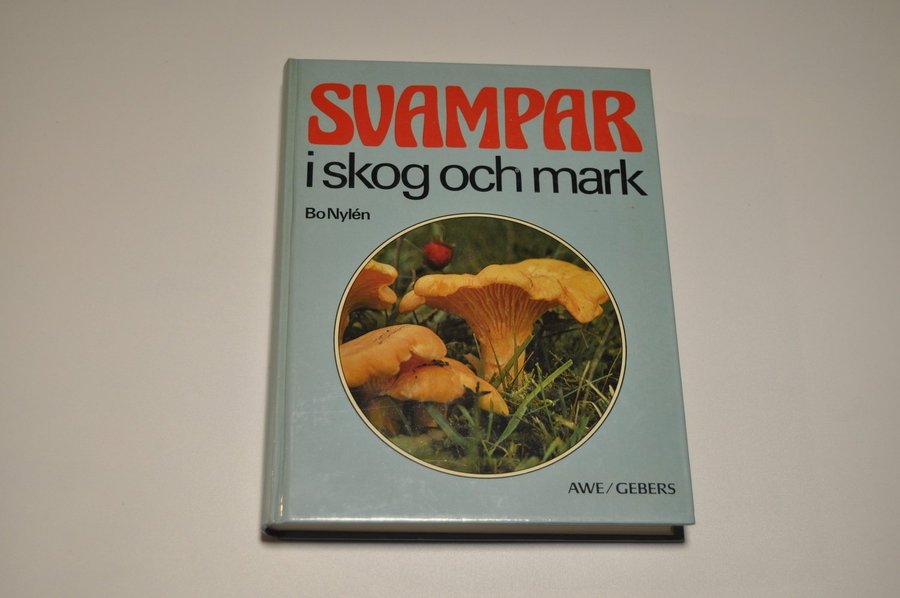 SVAMPAR
i skog och mark
Bo Nylén
AWE/GEBERS